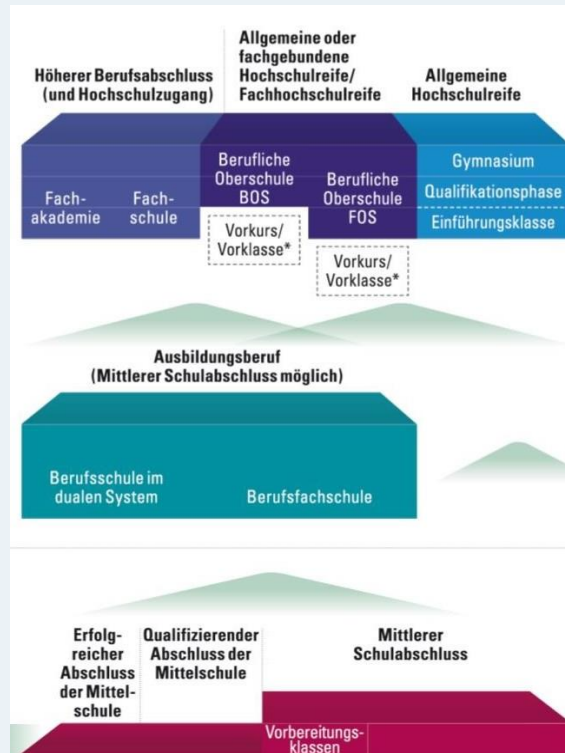 Höherer Berufsabschluss
(und Hochschulzugang)
Allgemeine oder
fachgebundene
Hochschulreife/
Fachhochschulreife
Allgemeine
Hochschulreife
Fach-
akademie
Fach-
schule
Berufliche
Oberschule
BOS
Vorkurs/
Vorklasse*
Berufliche
Oberschule
FOS
Vorkurs/
Vorklasse*
Gymnasium
Qualifikationsphase
Einführungsklasse
Ausbildungsberuf
(Mittlerer Schulabschluss möglich)
Berufsschule im
dualen System
Berufsfachschule
Erfolg-
reicher
Abschluss
der Mittel-
schule
Qualifizierender
Abschluss der
Mittelschule
Mittlerer
Schulabschluss
Vorbereitungs-
klassen